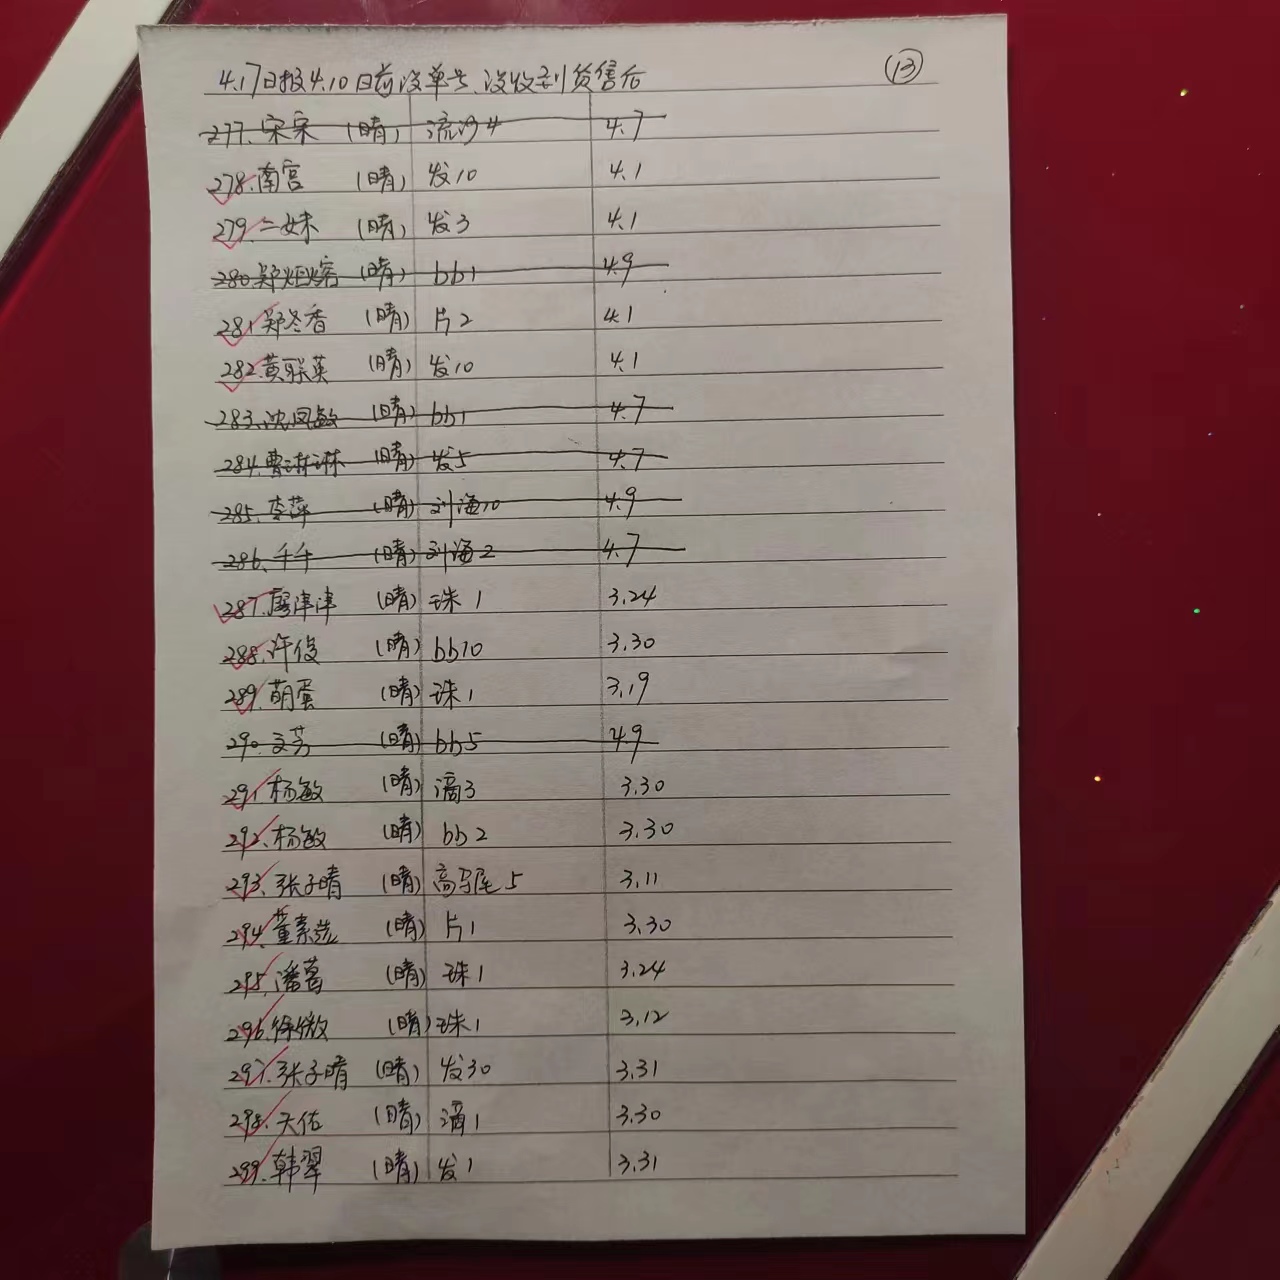 4.17日报4.10日前没单号、没收到货售后
⑬
277.宋宋 (晴) 流沙4 4.7
278.南宫 (晴) 发10 4.1
279.二妹 (晴) 发3 4.1
280.郑 (晴) bb1 4.9
281.郑冬香 (晴) 片2 4.1
282.黄联英 (晴) 发10 4.1
283.沈凤敏 (晴) bb1 4.7
284.曹淋淋 (晴) 发5 4.7
285.李萍 (晴) 刘海10 4.9
286.千千 (晴) 刘海2 4.7
287.廖津津 (晴) 珠1 3.24
288.许俊 (晴) bb10 3.30
289.萌蛋 (晴) 珠1 3.19
290.文芳 (晴) bb5 4.9
291.杨敏 (晴) 滴3 3.30
292.杨敏 (晴) bb2 3.30
293.张子晴 (晴) 高马尾5 3.11
294.董素 (晴) 片1 3.30
295.潘 (晴) 珠1 3.24
296.徐微 (晴) 珠1 3.12
297.张子晴 (晴) 发30 3.31
298.天佑 (晴) 滴1 3.30
299.韩翠 (晴) 发1 3.31